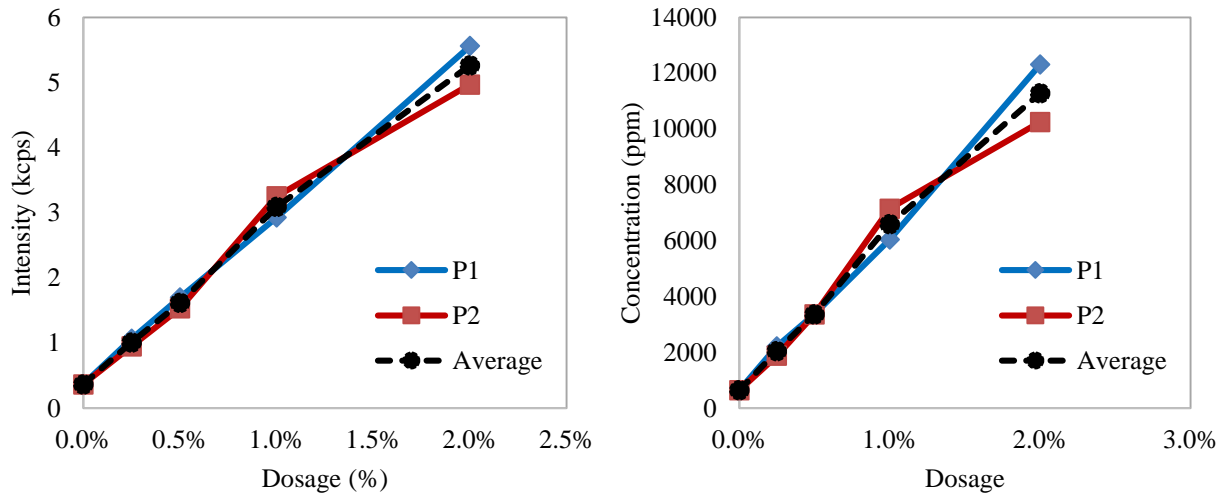 Intensity (kcps)
6
5
4
3
2
1
0
P1
P2
Average
0.0% 0.5% 1.0% 1.5% 2.0% 2.5%
Dosage (%)
Concentration (ppm)
14000
12000
10000
8000
6000
4000
2000
0
P1
P2
Average
0.0% 1.0% 2.0% 3.0%
Dosage